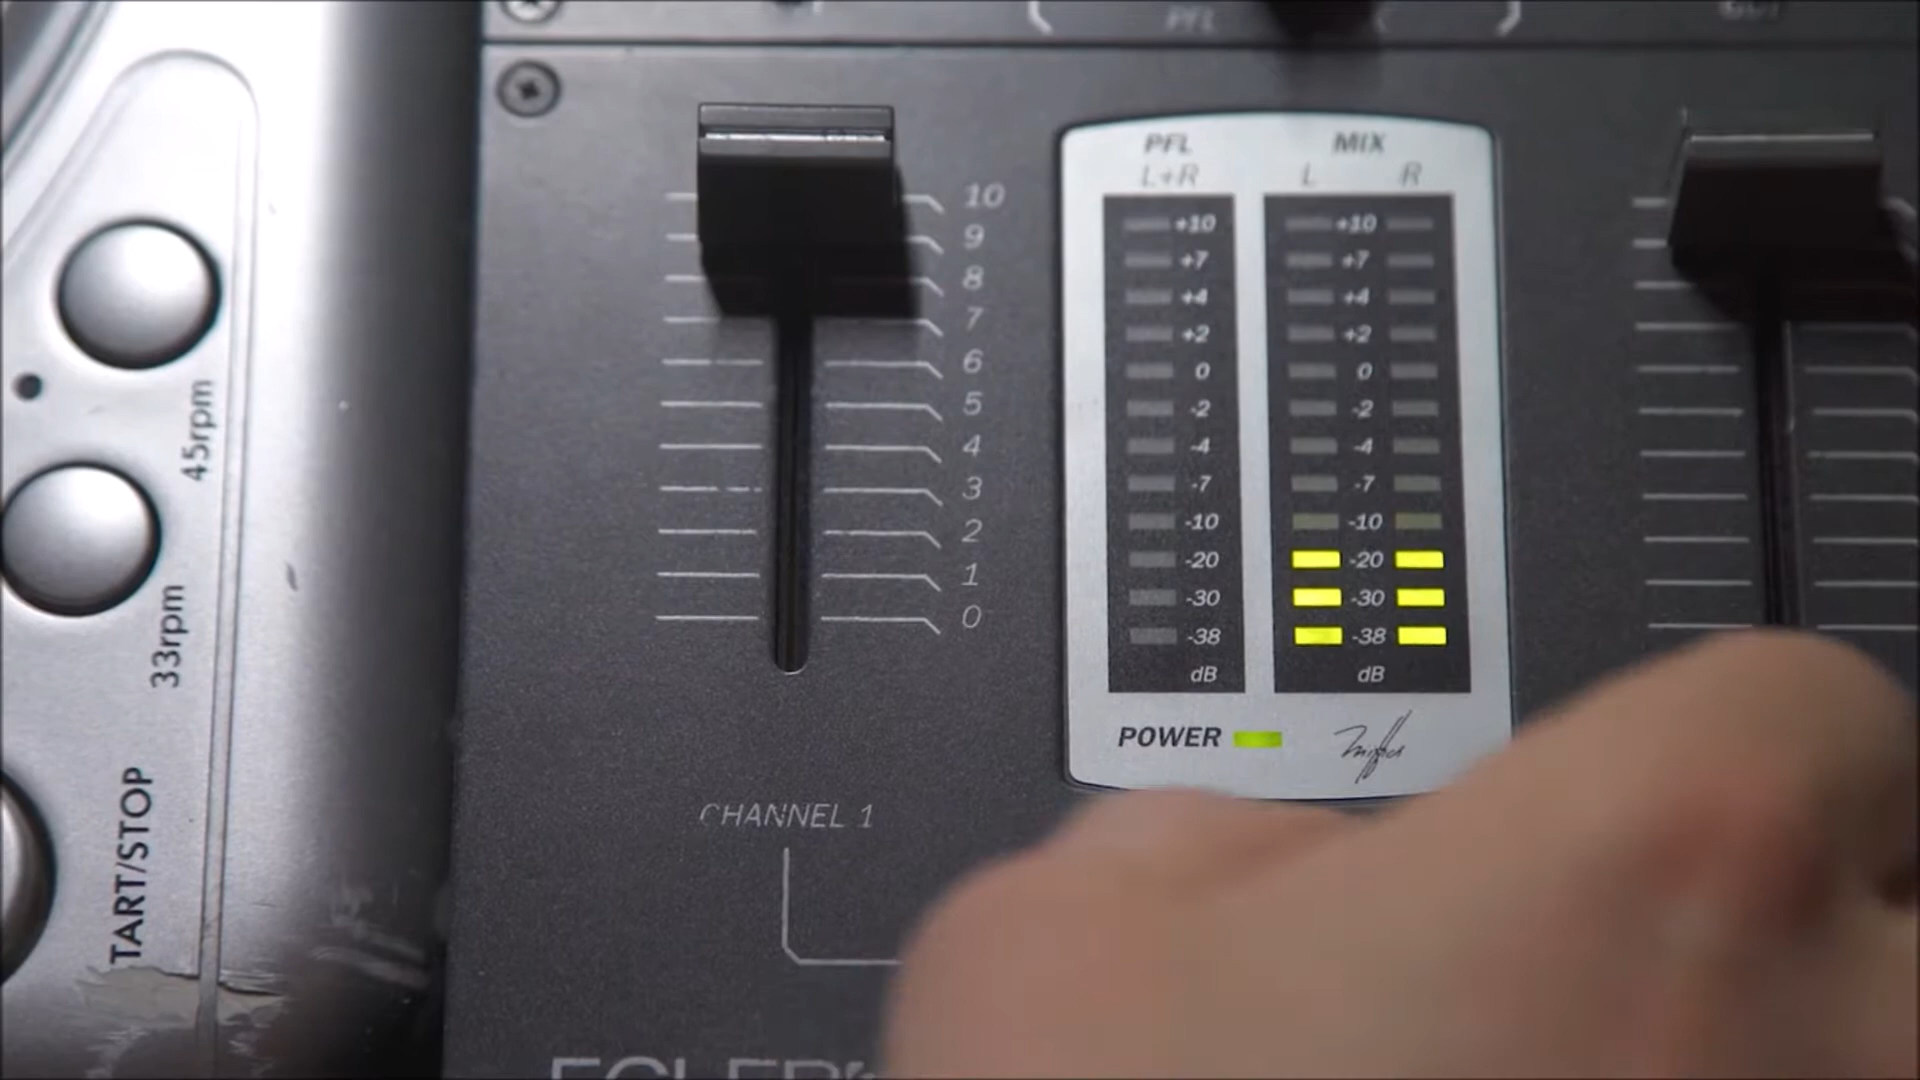 PFL
45rpm
33rpm
TART/STOP
10
9
8
7
6
5
4
3
2
1
0
CHANNEL 1
PFL
L+R
+10
+7
+4
+2
0
-2
-4
-7
-10
-20
-30
-38
dB
MIX
L R
+10
+7
+4
+2
0
-2
-4
-7
-10
-20
-30
-38
dB
POWER
ECLER